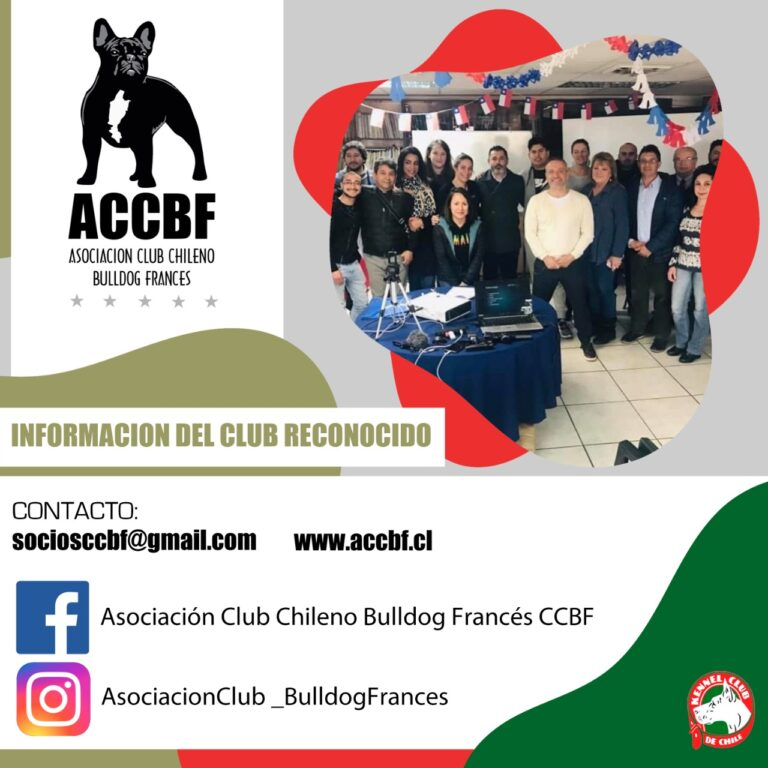 ACCBF
ASOCIACION CLUB CHILENO
BULLDOG FRANCES
INFORMACION DEL CLUB RECONOCIDO
CONTACTO:
sociosccbf@gmail.com www.accbf.cl
Asociación Club Chileno Bulldog Francés CCBF
AsociacionClub _BulldogFrances
KENNEL CLUB
DE CHILE